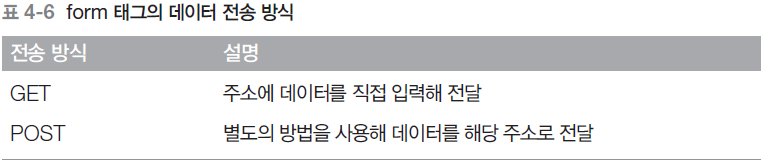 표 4-6 form 태그의 데이터 전송 방식
전송 방식 설명
GET 주소에 데이터를 직접 입력해 전달
POST 별도의 방법을 사용해 데이터를 해당 주소로 전달